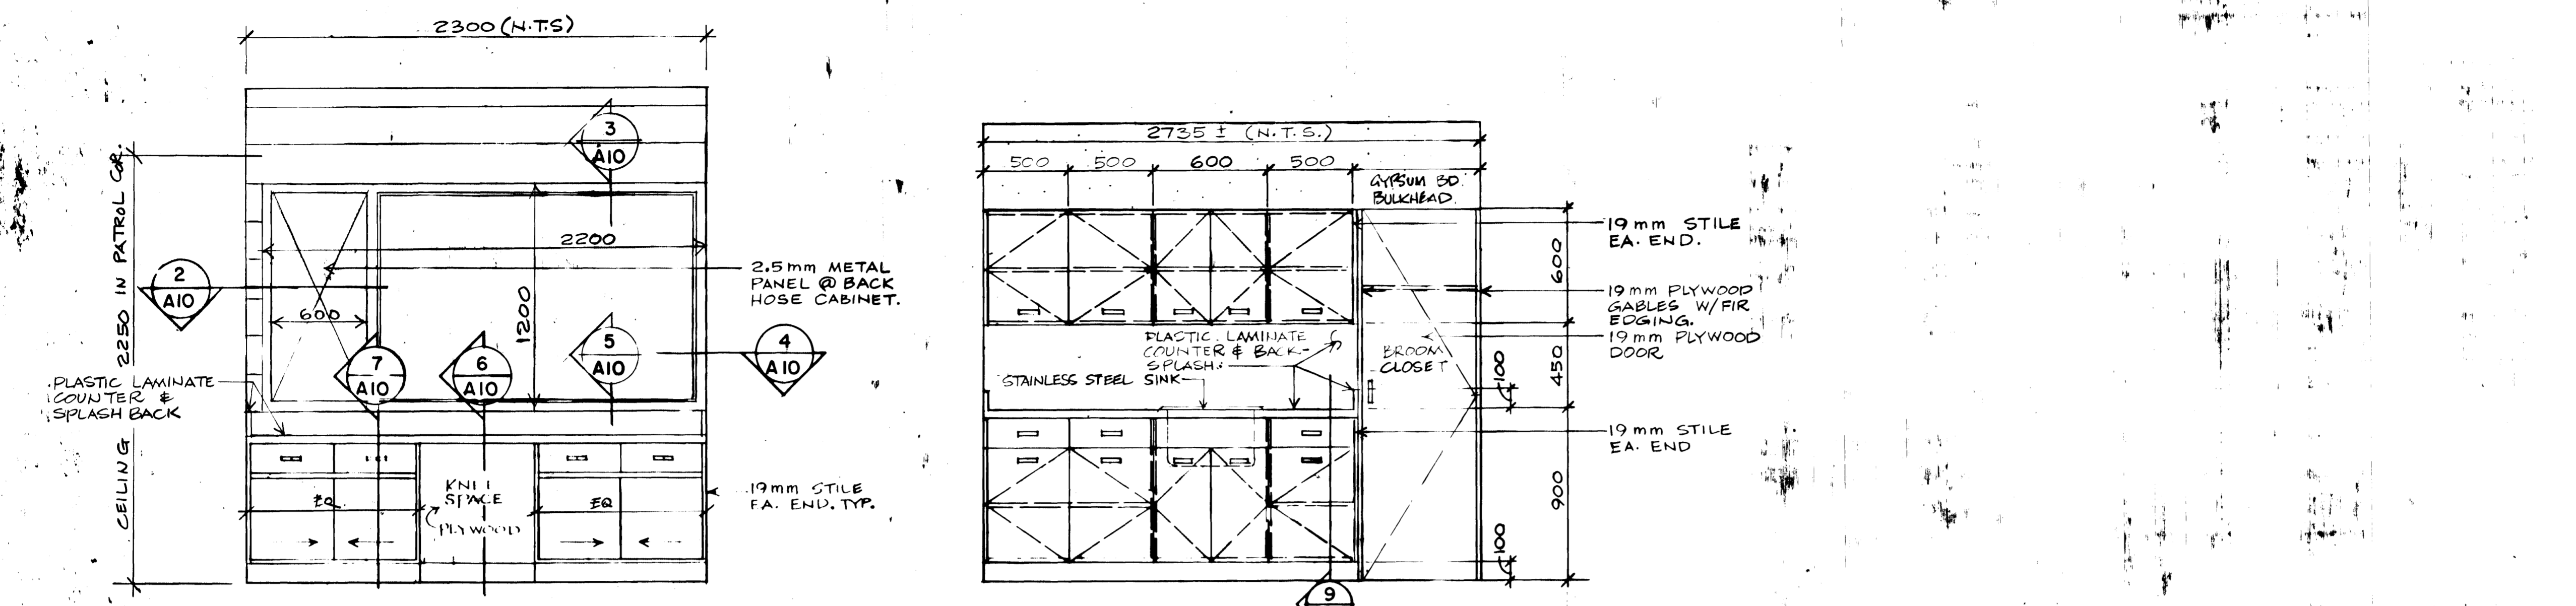 2300 (N.T.S)
3
A10
CEILING 2250 IN PATROL COR.
2200
2
A10
2.5mm METAL
PANEL @ BACK
HOSE CABINET.
600
1200
7
A10
6
A10
5
A10
4
A10
PLASTIC LAMINATE
COUNTER &
SPLASH BACK
SPACE
PLYWOOD
EQ
EQ
19mm STILE
EA. END. TYP.
2735 ± (N.T.S.)
500
500
600
500
GYPSUM BD.
BULKHEAD
19mm STILE
EA. END.
600
19mm PLYWOOD
GABLES W/FIR
EDGING.
19mm PLYWOOD
DOOR
PLASTIC LAMINATE
COUNTER & BACK-
SPLASH.
STAINLESS STEEL SINK
BROOM
CLOSET
100
450
19mm STILE
EA. END
900
100
9